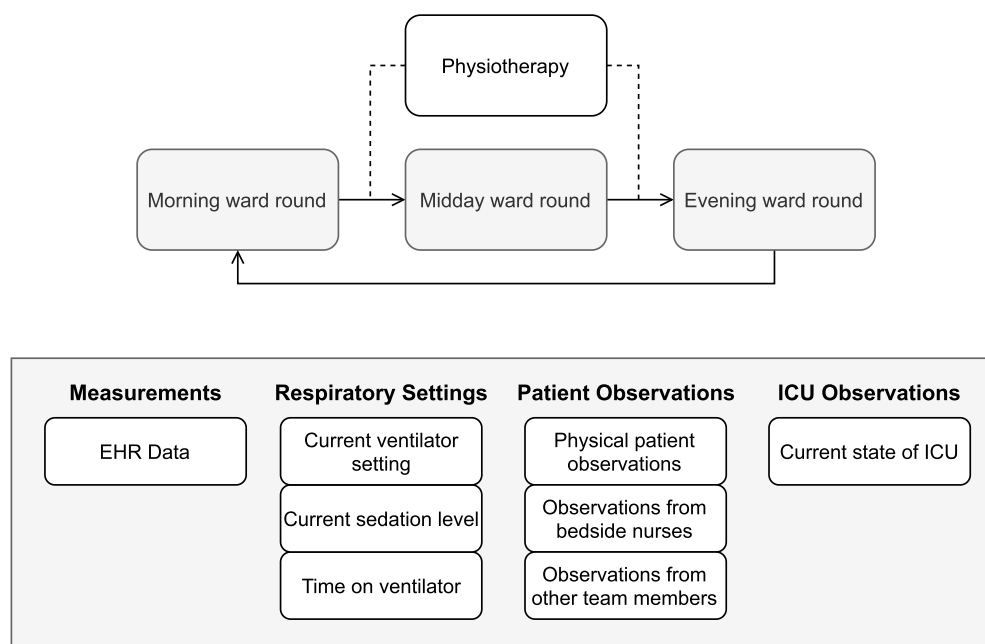 Physiotherapy
Morning ward round
Midday ward round
Evening ward round
Measurements
EHR Data
Respiratory Settings
Current ventilator
setting
Current sedation level
Time on ventilator
Patient Observations
Physical patient
observations
Observations from
bedside nurses
Observations from
other team members
ICU Observations
Current state of ICU